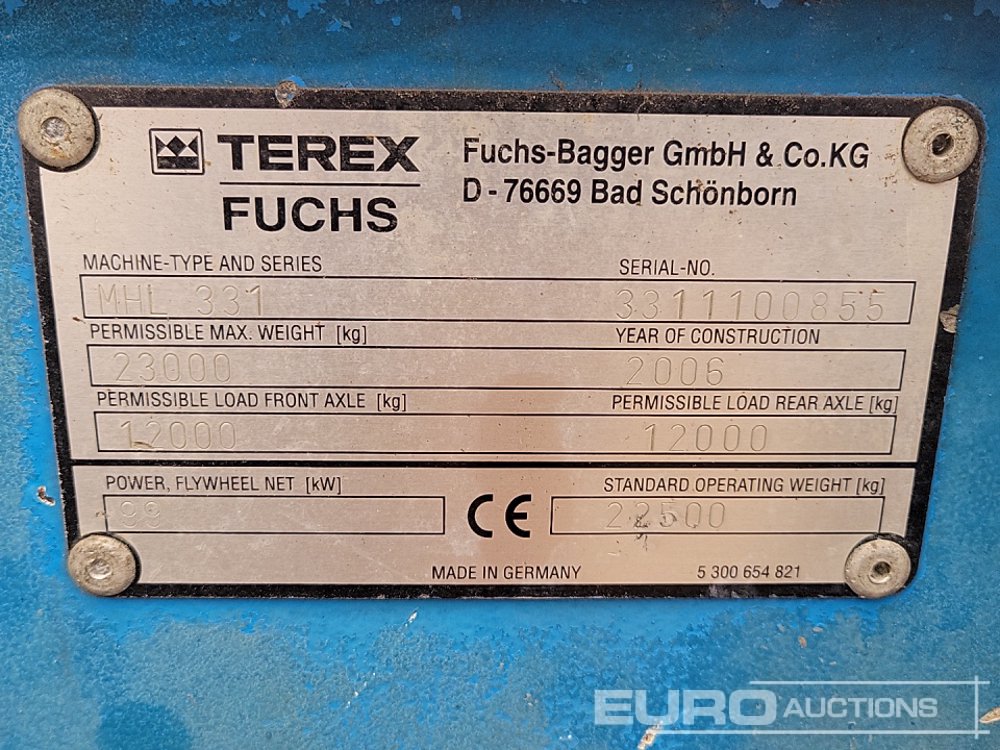 TEREX
FUCHS
Fuchs-Bagger GmbH & Co.KG
D - 76669 Bad Schönborn
MACHINE-TYPE AND SERIES SERIAL-NO.
MHL 331 3311100855
PERMISSIBLE MAX. WEIGHT [kg] YEAR OF CONSTRUCTION
23000 2006
PERMISSIBLE LOAD FRONT AXLE [kg] PERMISSIBLE LOAD REAR AXLE [kg]
12000 12000
POWER, FLYWHEEL NET [kW] STANDARD OPERATING WEIGHT [kg]
99 CE 22500
MADE IN GERMANY 5 300 654 821
EURO AUCTIONS